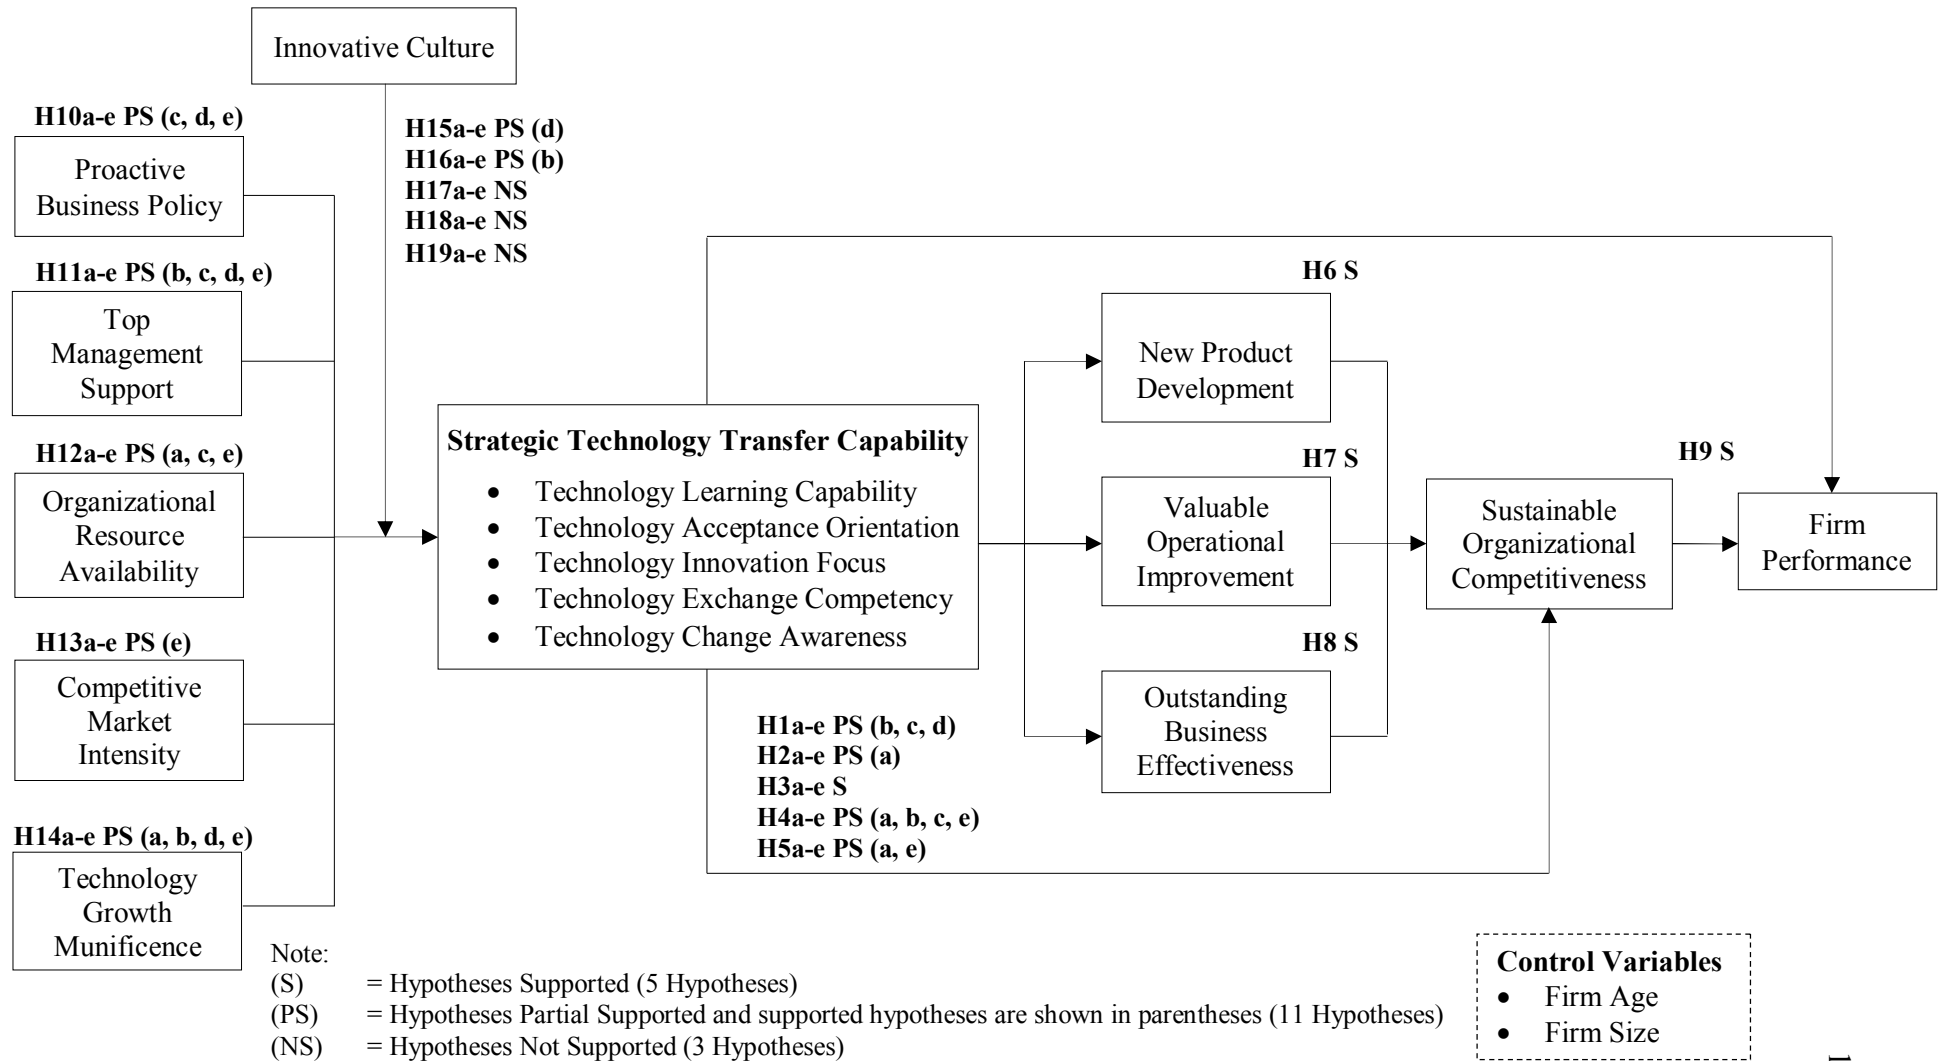 Innovative Culture
H10a-e PS (c, d, e)
Proactive
Business Policy
H11a-e PS (b, c, d, e)
Top
Management
Support
H12a-e PS (a, c, e)
Organizational
Resource
Availability
H13a-e PS (e)
Competitive
Market
Intensity
H14a-e PS (a, b, d, e)
Technology
Growth
Munificence
H15a-e PS (d)
H16a-e PS (b)
H17a-e NS
H18a-e NS
H19a-e NS
Strategic Technology Transfer Capability
• Technology Learning Capability
• Technology Acceptance Orientation
• Technology Innovation Focus
• Technology Exchange Competency
• Technology Change Awareness
H1a-e PS (b, c, d)
H2a-e PS (a)
H3a-e S
H4a-e PS (a, b, c, e)
H5a-e PS (a, e)
H6 S
New Product
Development
H7 S
Valuable
Operational
Improvement
H8 S
Outstanding
Business
Effectiveness
Sustainable
Organizational
Competitiveness
H9 S
Firm
Performance
Note:
(S) = Hypotheses Supported (5 Hypotheses)
(PS) = Hypotheses Partial Supported and supported hypotheses are shown in parentheses (11 Hypotheses)
(NS) = Hypotheses Not Supported (3 Hypotheses)
Control Variables
• Firm Age
• Firm Size